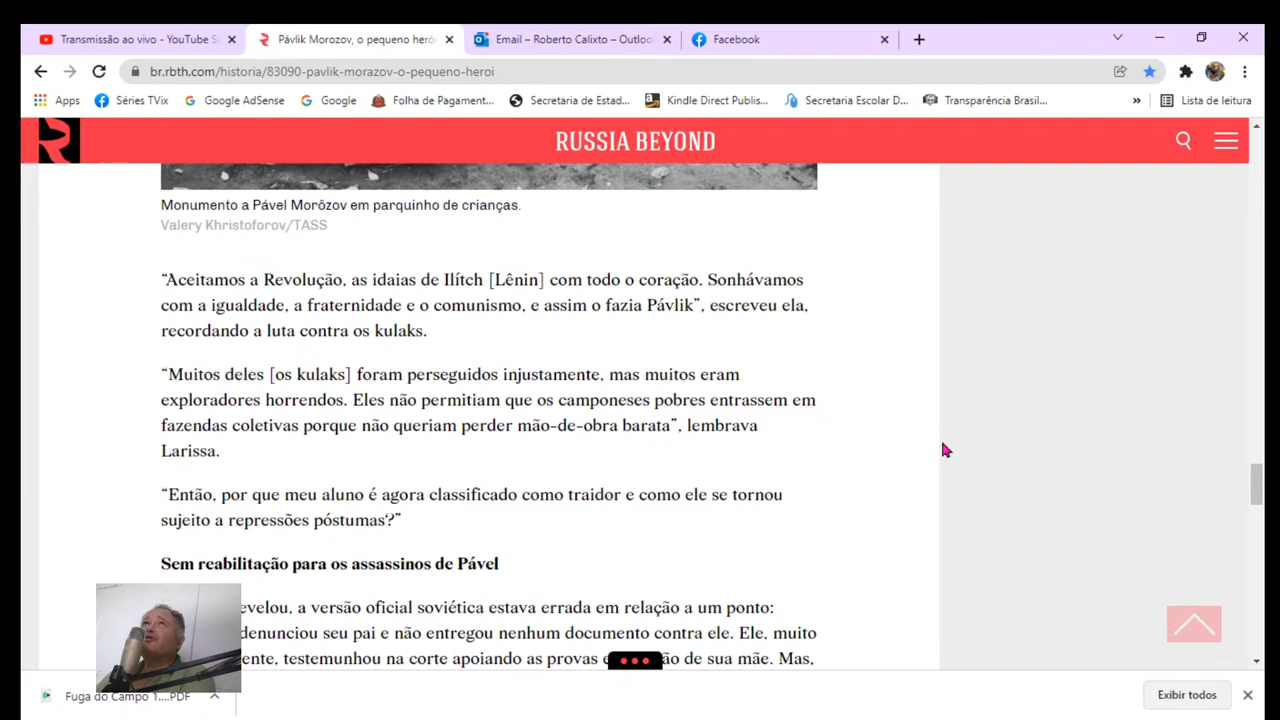 Transmissão ao vivo - YouTube S
Pávlik Morozov, o pequeno heró
Email – Roberto Calixto – Outloo
Facebook
br.rbth.com/historia/83090-pavlik-morazov-o-pequeno-heroi
Apps
Séries TVix
Google AdSense
Google
Folha de Pagament...
Secretaria de Estad...
Kindle Direct Publis...
Secretaria Escolar D...
Transparência Brasil...
Lista de leitura
RUSSIA BEYOND
Monumento a Pável Morôzov em parquinho de crianças.
Valery Khristoforov/TASS
“Aceitamos a Revolução, as idaias de Ilítch [Lênin] com todo o coração. Sonhávamos
com a igualdade, a fraternidade e o comunismo, e assim o fazia Pávlik”, escreveu ela,
recordando a luta contra os kulaks.
“Muitos deles [os kulaks] foram perseguidos injustamente, mas muitos eram
exploradores horrendos. Eles não permitiam que os camponeses pobres entrassem em
fazendas coletivas porque não queriam perder mão-de-obra barata”, lembrava
Larissa.
“Então, por que meu aluno é agora classificado como traidor e como ele se tornou
sujeito a repressões póstumas?”
Sem reabilitação para os assassinos de Pável
evelou, a versão oficial soviética estava errada em relação a um ponto:
denunciou seu pai e não entregou nenhum documento contra ele. Ele, muito
ente, testemunhou na corte apoiando as provas e ão de sua mãe. Mas,
Fuga do Campo 1....PDF
Exibir todos